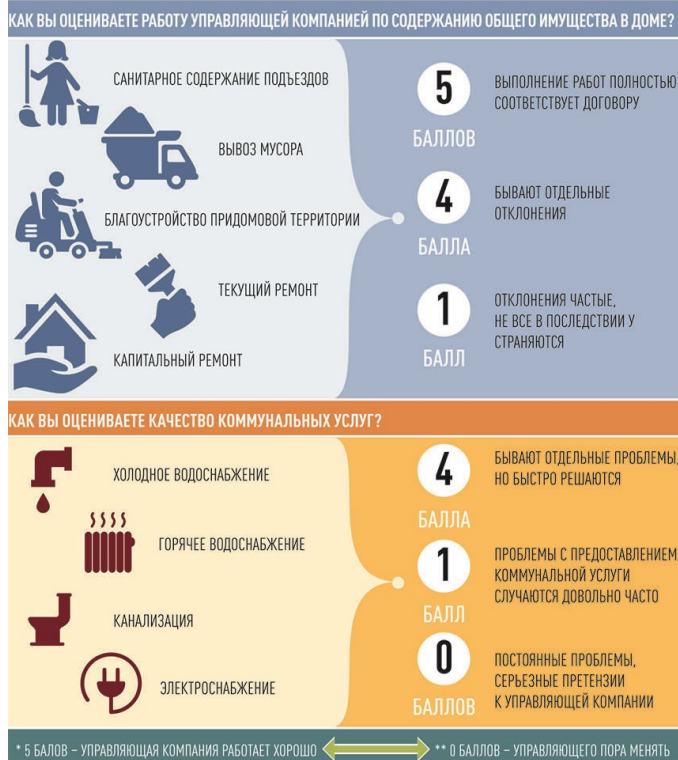 КАК ВЫ ОЦЕНИВАЕТЕ РАБОТУ УПРАВЛЯЮЩЕЙ КОМПАНИЕЙ ПО СОДЕРЖАНИЮ ОБЩЕГО ИМУЩЕСТВА В ДОМЕ?
САНИТАРНОЕ СОДЕРЖАНИЕ ПОДЪЕЗДОВ
ВЫВОЗ МУСОРА
БЛАГОУСТРОЙСТВО ПРИДОМОВОЙ ТЕРРИТОРИИ
ТЕКУЩИЙ РЕМОНТ
КАПИТАЛЬНЫЙ РЕМОНТ
5
БАЛЛОВ
ВЫПОЛНЕНИЕ РАБОТ ПОЛНОСТЬЮ
СООТВЕТСТВУЕТ ДОГОВОРУ
4
БАЛЛА
БЫВАЮТ ОТДЕЛЬНЫЕ
ОТКЛОНЕНИЯ
1
БАЛЛ
ОТКЛОНЕНИЯ ЧАСТЫЕ,
НЕ ВСЕ В ПОСЛЕДСТВИИ У
СТРАНЯЮТСЯ
КАК ВЫ ОЦЕНИВАЕТЕ КАЧЕСТВО КОММУНАЛЬНЫХ УСЛУГ?
ХОЛОДНОЕ ВОДОСНАБЖЕНИЕ
ГОРЯЧЕЕ ВОДОСНАБЖЕНИЕ
КАНАЛИЗАЦИЯ
ЭЛЕКТРОСНАБЖЕНИЕ
4
БАЛЛА
БЫВАЮТ ОТДЕЛЬНЫЕ ПРОБЛЕМЫ,
НО БЫСТРО РЕШАЮТСЯ
1
БАЛЛ
ПРОБЛЕМЫ С ПРЕДОСТАВЛЕНИЕМ
КОММУНАЛЬНОЙ УСЛУГИ
СЛУЧАЮТСЯ ДОВОЛЬНО ЧАСТО
0
БАЛЛОВ
ПОСТОЯННЫЕ ПРОБЛЕМЫ,
СЕРЬЕЗНЫЕ ПРЕТЕНЗИИ
К УПРАВЛЯЮЩЕЙ КОМПАНИИ
* 5 БАЛОВ – УПРАВЛЯЮЩАЯ КОМПАНИЯ РАБОТАЕТ ХОРОШО
** 0 БАЛЛОВ – УПРАВЛЯЮЩЕГО ПОРА МЕНЯТЬ